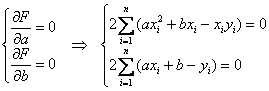 {∂F/∂a = 0, ∂F/∂b = 0 ⇒ {2∑_{i=1}^{n}(ax_i^2 + bx_i − x_i y_i) = 0, 2∑_{i=1}^{n}(ax_i + b − y_i) = 0